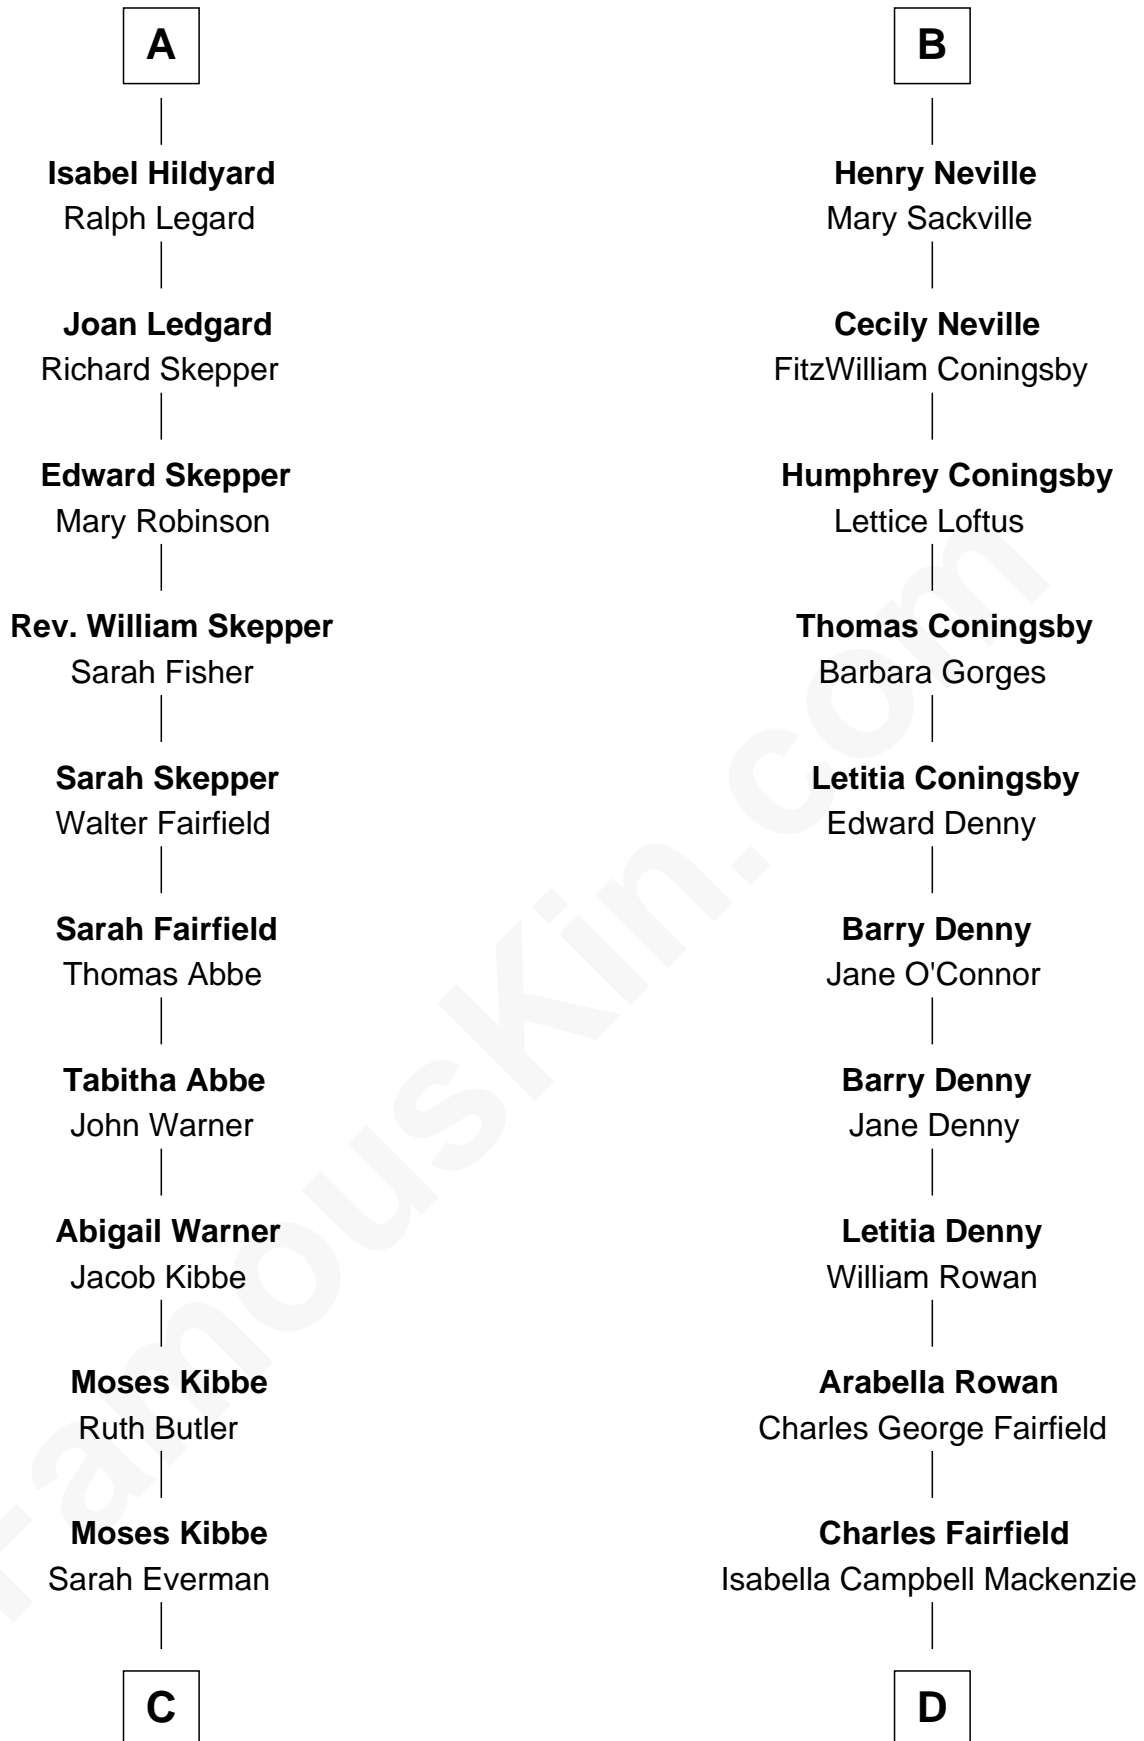 A
Isabel Hildyard
Ralph Legard
Joan Ledgard
Richard Skepper
Edward Skepper
Mary Robinson
Rev. William Skepper
Sarah Fisher
Sarah Skepper
Walter Fairfield
Sarah Fairfield
Thomas Abbe
Tabitha Abbe
John Warner
Abigail Warner
Jacob Kibbe
Moses Kibbe
Ruth Butler
Moses Kibbe
Sarah Everman
C
B
Henry Neville
Mary Sackville
Cecily Neville
FitzWilliam Coningsby
Humphrey Coningsby
Lettice Loftus
Thomas Coningsby
Barbara Gorges
Letitia Coningsby
Edward Denny
Barry Denny
Jane O'Connor
Barry Denny
Jane Denny
Letitia Denny
William Rowan
Arabella Rowan
Charles George Fairfield
Charles Fairfield
Isabella Campbell Mackenzie
D
FamousKin.com